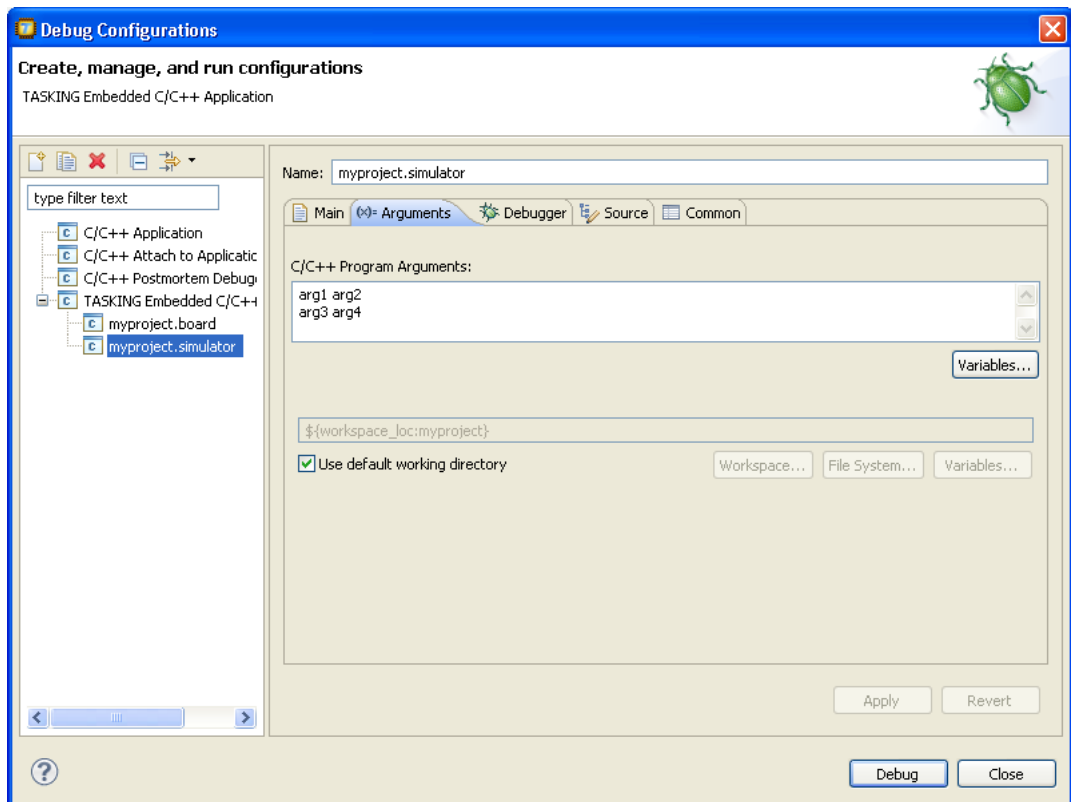 Debug Configurations
Create, manage, and run configurations
TASKING Embedded C/C++ Application
type filter text
C/C++ Application
C/C++ Attach to Applicatic
C/C++ Postmortem Debug
TASKING Embedded C/C++
myproject.board
myproject.simulator
Name: myproject.simulator
Main (x)= Arguments Debugger Source Common
C/C++ Program Arguments:
arg1 arg2
arg3 arg4
Variables...
${workspace_loc:myproject}
Use default working directory Workspace... File System... Variables...
Apply Revert
? Debug Close